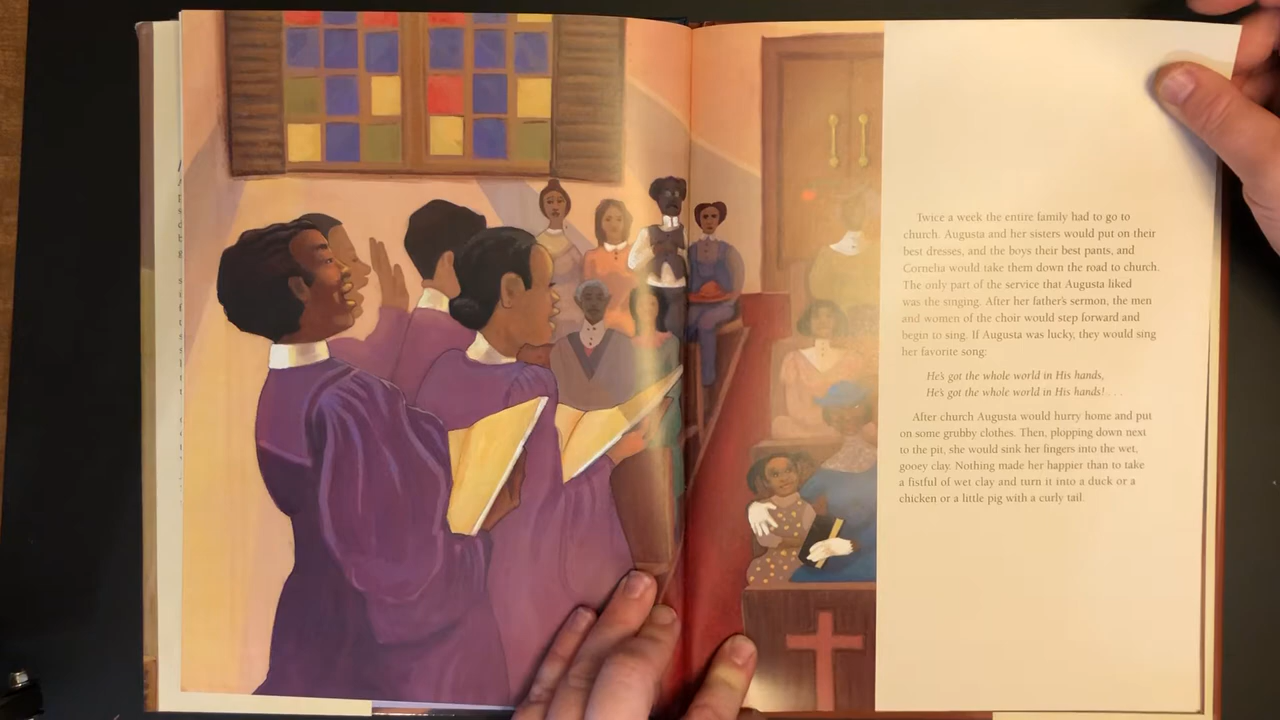 Twice a week the entire family had to go to
church. Augusta and her sisters would put on their
best dresses, and the boys their best pants, and
Cornelia would take them down the road to church.
The only part of the service that Augusta liked
was the singing. After her father's sermon, the men
and women of the choir would step forward and
begin to sing. If Augusta was lucky, they would sing
her favorite song:
He's got the whole world in His hands,
He's got the whole world in His hands! . . .
After church Augusta would hurry home and put
on some grubby clothes. Then, plopping down next
to the pit, she would sink her fingers into the wet,
gooey clay. Nothing made her happier than to take
a fistful of wet clay and turn it into a duck or a
chicken or a little pig with a curly tail.